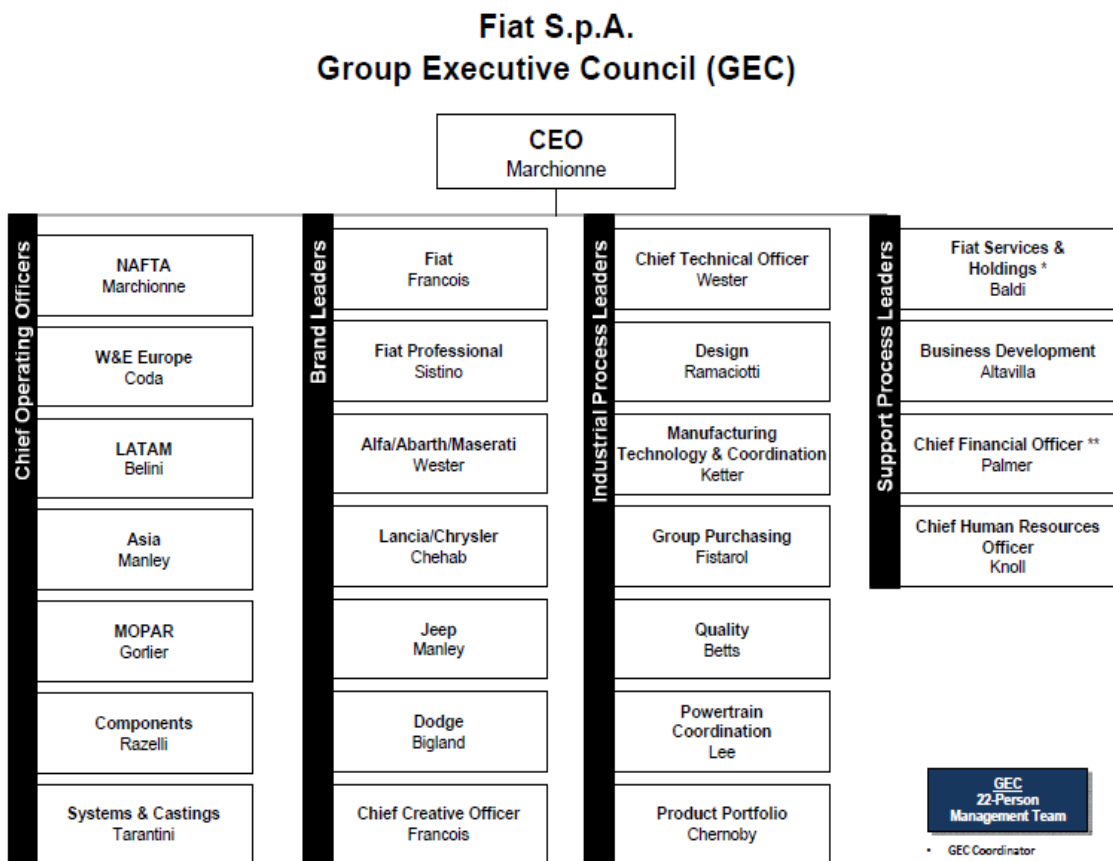 Fiat S.p.A.
Group Executive Council (GEC)
CEO
Marchionne
Chief Operating Officers
NAFTA
Marchionne
W&E Europe
Coda
LATAM
Belini
Asia
Manley
MOPAR
Gorlier
Components
Razelli
Systems & Castings
Tarantini
Brand Leaders
Fiat
Francois
Fiat Professional
Sistino
Alfa/Abarth/Maserati
Wester
Lancia/Chrysler
Chehab
Jeep
Manley
Dodge
Bigland
Chief Creative Officer
Francois
Industrial Process Leaders
Chief Technical Officer
Wester
Design
Ramaciotti
Manufacturing
Technology & Coordination
Ketter
Group Purchasing
Fistarol
Quality
Betts
Powertrain
Coordination
Lee
Product Portfolio
Chernoby
Support Process Leaders
Fiat Services &
Holdings *
Baldi
Business Development
Altavilla
Chief Financial Officer **
Palmer
Chief Human Resources
Officer
Knoll
GEC
22-Person
Management Team
• GEC Coordinator